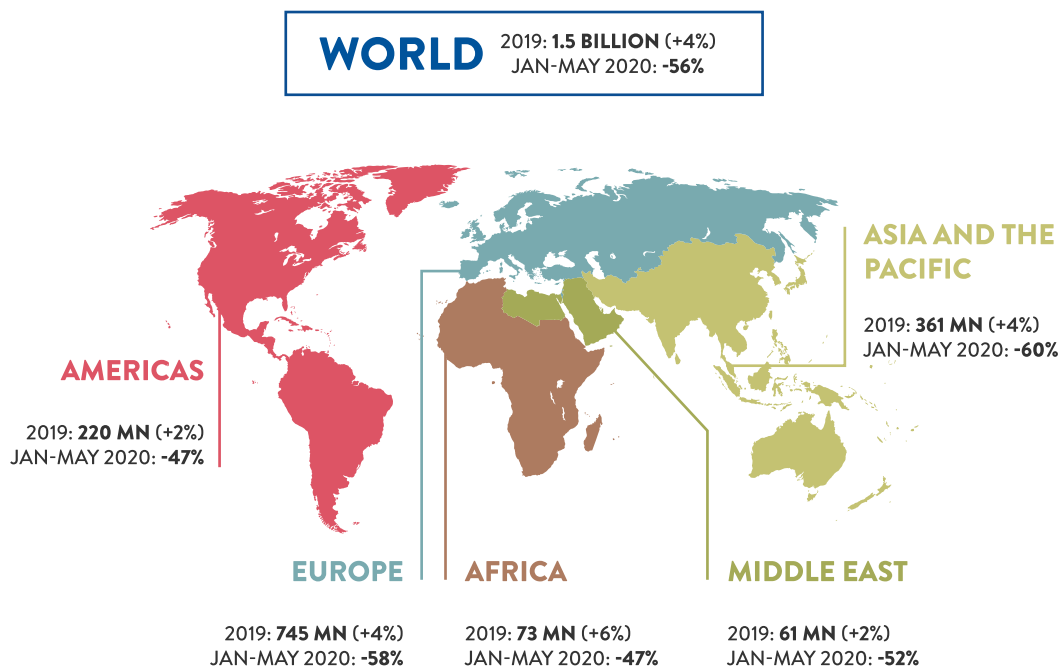 WORLD
2019: 1.5 BILLION (+4%)
JAN-MAY 2020: -56%
ASIA AND THE
PACIFIC
2019: 361 MN (+4%)
JAN-MAY 2020: -60%
AMERICAS
2019: 220 MN (+2%)
JAN-MAY 2020: -47%
EUROPE
2019: 745 MN (+4%)
JAN-MAY 2020: -58%
AFRICA
2019: 73 MN (+6%)
JAN-MAY 2020: -47%
MIDDLE EAST
2019: 61 MN (+2%)
JAN-MAY 2020: -52%